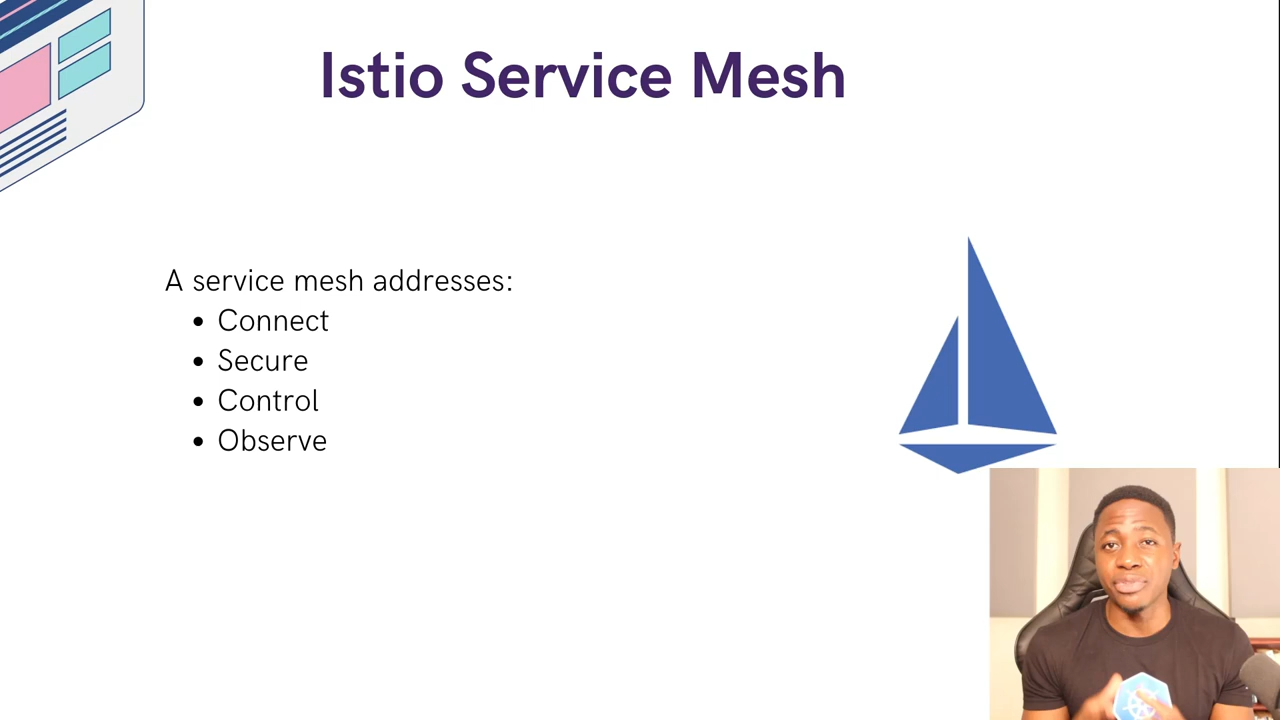 Istio Service Mesh
A service mesh addresses:
• Connect
• Secure
• Control
• Observe